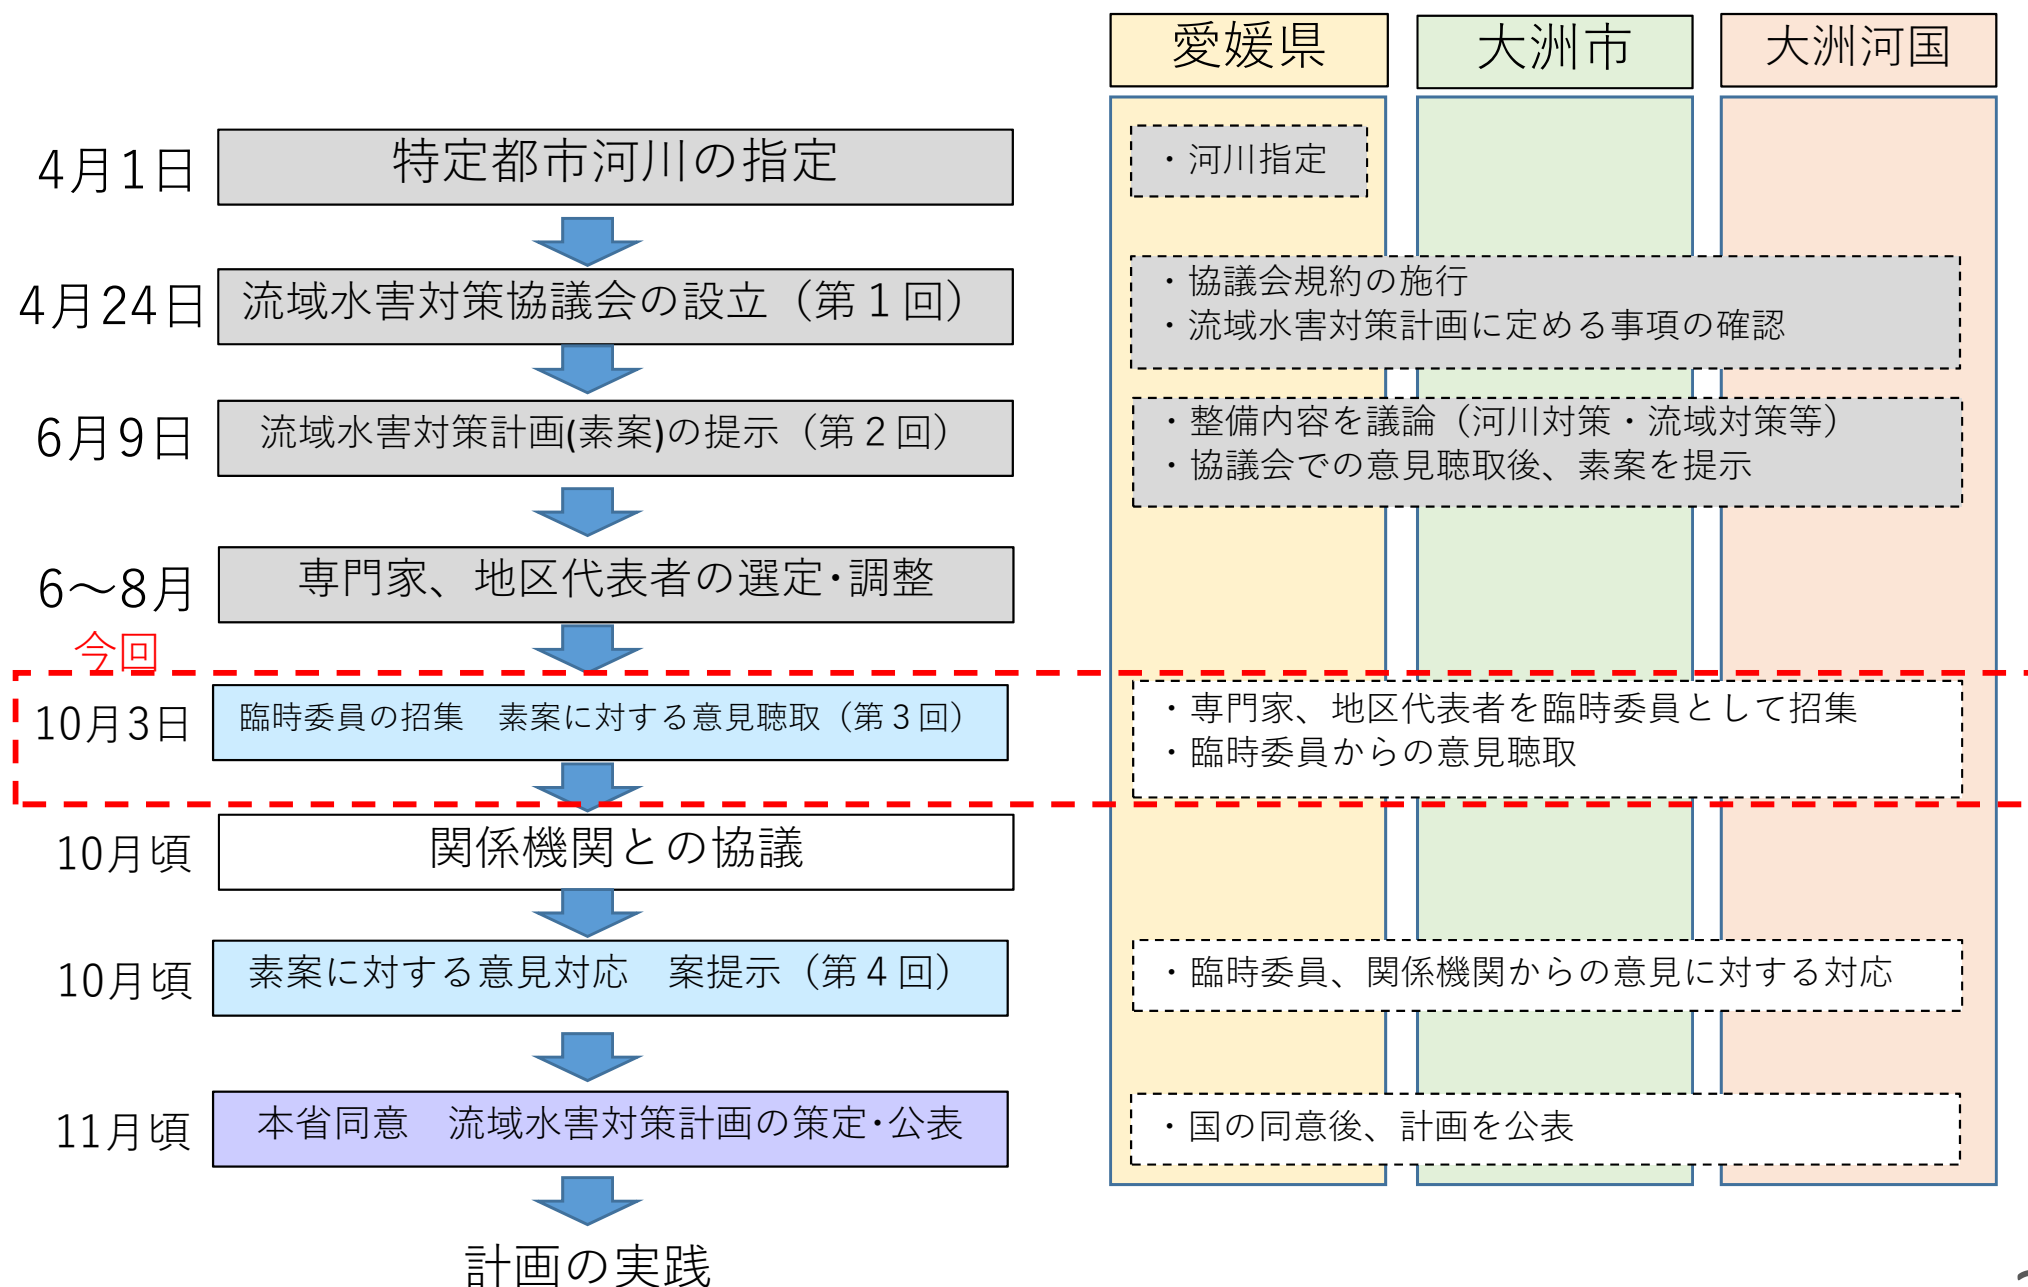 愛媛県
大洲市
大洲河国
4月1日
特定都市河川の指定
・河川指定
4月24日
流域水害対策協議会の設立（第１回）
・協議会規約の施行
・流域水害対策計画に定める事項の確認
6月9日
流域水害対策計画(素案)の提示（第２回）
・整備内容を議論（河川対策・流域対策等）
・協議会での意見聴取後、素案を提示
6～8月
専門家、地区代表者の選定･調整
今回
10月3日
臨時委員の招集　素案に対する意見聴取（第３回）
・専門家、地区代表者を臨時委員として招集
・臨時委員からの意見聴取
10月頃
関係機関との協議
10月頃
素案に対する意見対応　案提示（第４回）
・臨時委員、関係機関からの意見に対する対応
11月頃
本省同意　流域水害対策計画の策定･公表
・国の同意後、計画を公表
計画の実践